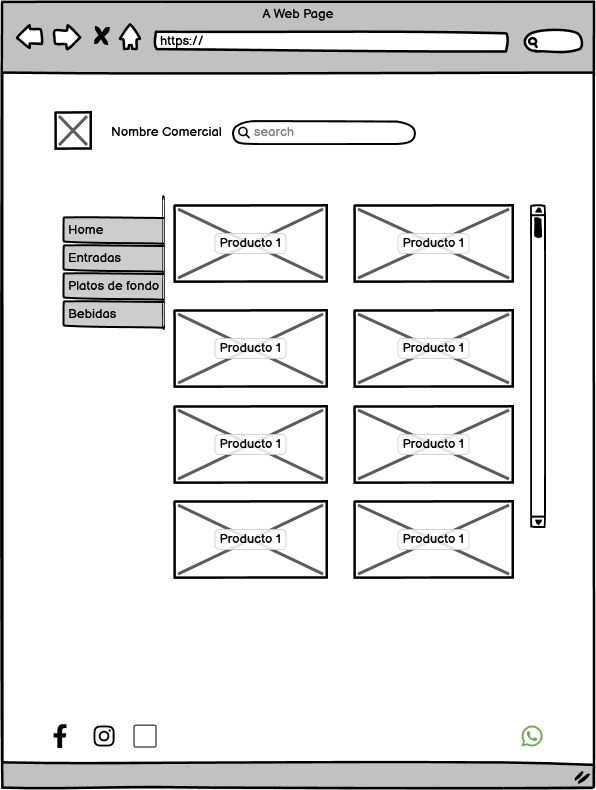 A Web Page
https://
Nombre Comercial
search
Home
Entradas
Platos de fondo
Bebidas
Producto 1
Producto 1
Producto 1
Producto 1
Producto 1
Producto 1
Producto 1
Producto 1